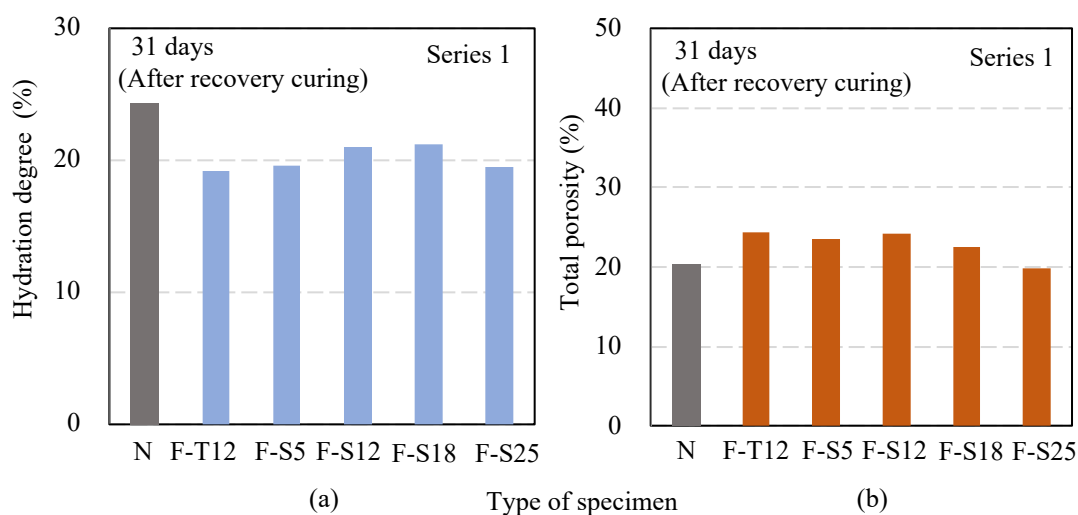 30
20
10
0
Hydration degree (%)
31 days
(After recovery curing)
Series 1
N F-T12 F-S5 F-S12 F-S18 F-S25
(a)
50
40
30
20
10
0
Total porosity (%)
31 days
(After recovery curing)
Series 1
N F-T12 F-S5 F-S12 F-S18 F-S25
(b)
Type of specimen